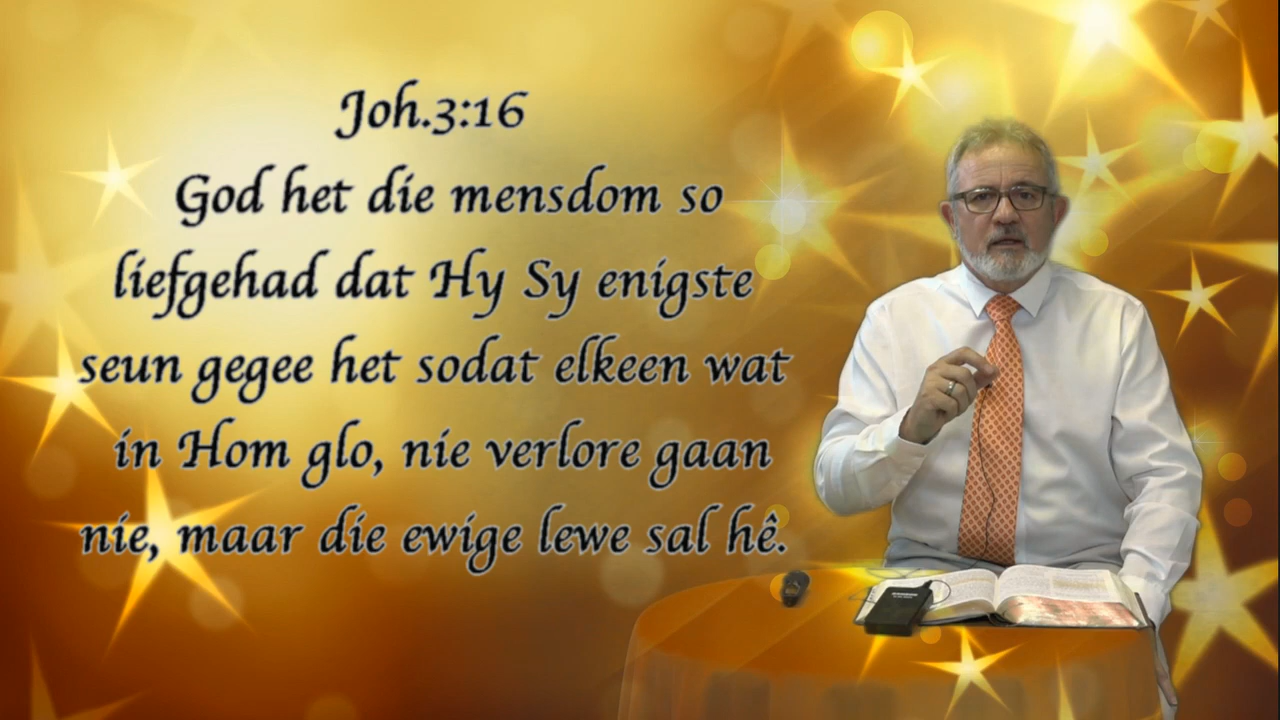 Joh.3:16
God het die mensdom so
liefgehad dat Hy Sy enigste
seun gegee het sodat elkeen wat
in Hom glo, nie verlore gaan
nie, maar die ewige lewe sal hê.